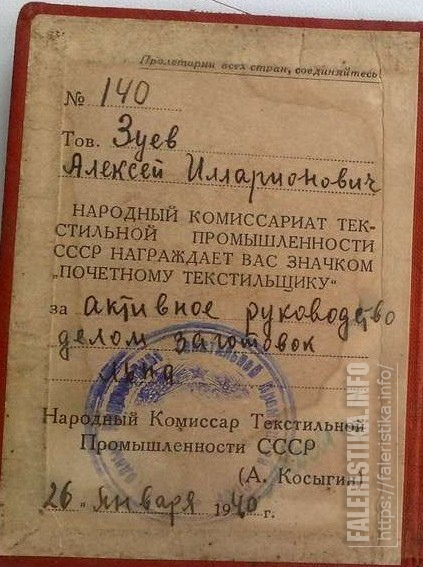 Пролетарии всех стран, соединяйтесь!
№ 140
Тов. Зуев
Алексей Илларионович
НАРОДНЫЙ КОМИССАРИАТ ТЕК-
СТИЛЬНОЙ ПРОМЫШЛЕННОСТИ
СССР НАГРАЖДАЕТ ВАС ЗНАЧКОМ
„ПОЧЕТНОМУ ТЕКСТИЛЬЩИКУ"
за активное руководство
делом заготовок
Народный Комиссар Текстильной
Промышленности СССР
(А. Косыгин)
26 „ января 1940 г.
FALERISTIKA.INFO
https://faleristika.info/